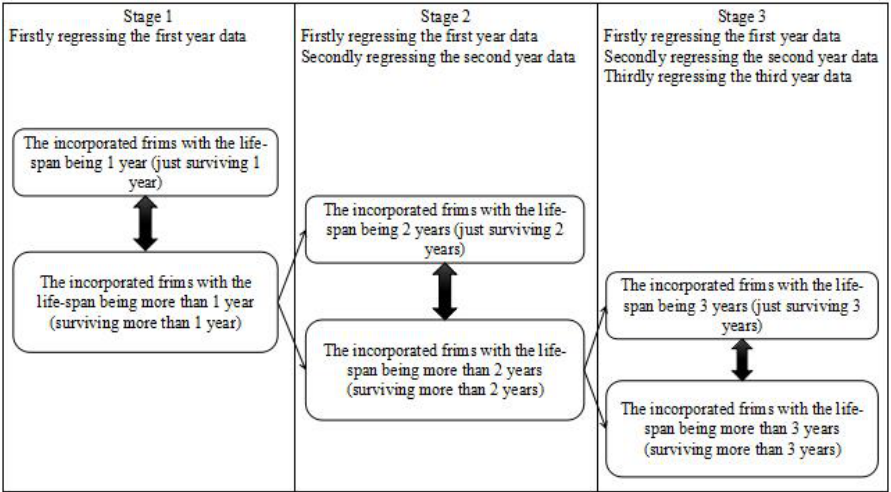 Stage 1
Firstly regressing the first year data
The incorporated frims with the life-
span being 1 year (just surviving 1
year)
The incorporated frims with the
life-span being more than 1 year
(surviving more than 1 year)
Stage 2
Firstly regressing the first year data
Secondly regressing the second year data
The incorporated frims with the life-
span being 2 years (just surviving 2
years)
The incorporated frims with the life-
span being more than 2 years
(surviving more than 2 years)
Stage 3
Firstly regressing the first year data
Secondly regressing the second year data
Thirdly regressing the third year data
The incorporated frims with the life-
span being 3 years (just surviving 3
years)
The incorporated frims with the life-
span being more than 3 years
(surviving more than 3 years)